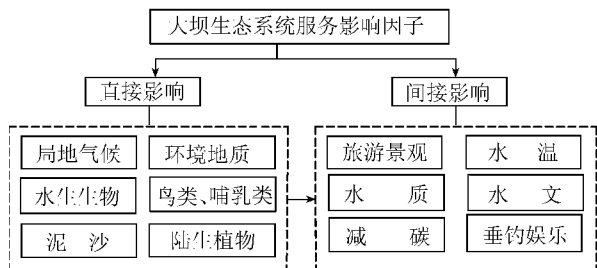 大坝生态系统服务影响因子
直接影响
间接影响
局地气候
环境地质
水生生物
鸟类、哺乳类
泥 沙
陆生植物
旅游景观
水 温
水 质
水 文
减 碳
垂钓娱乐